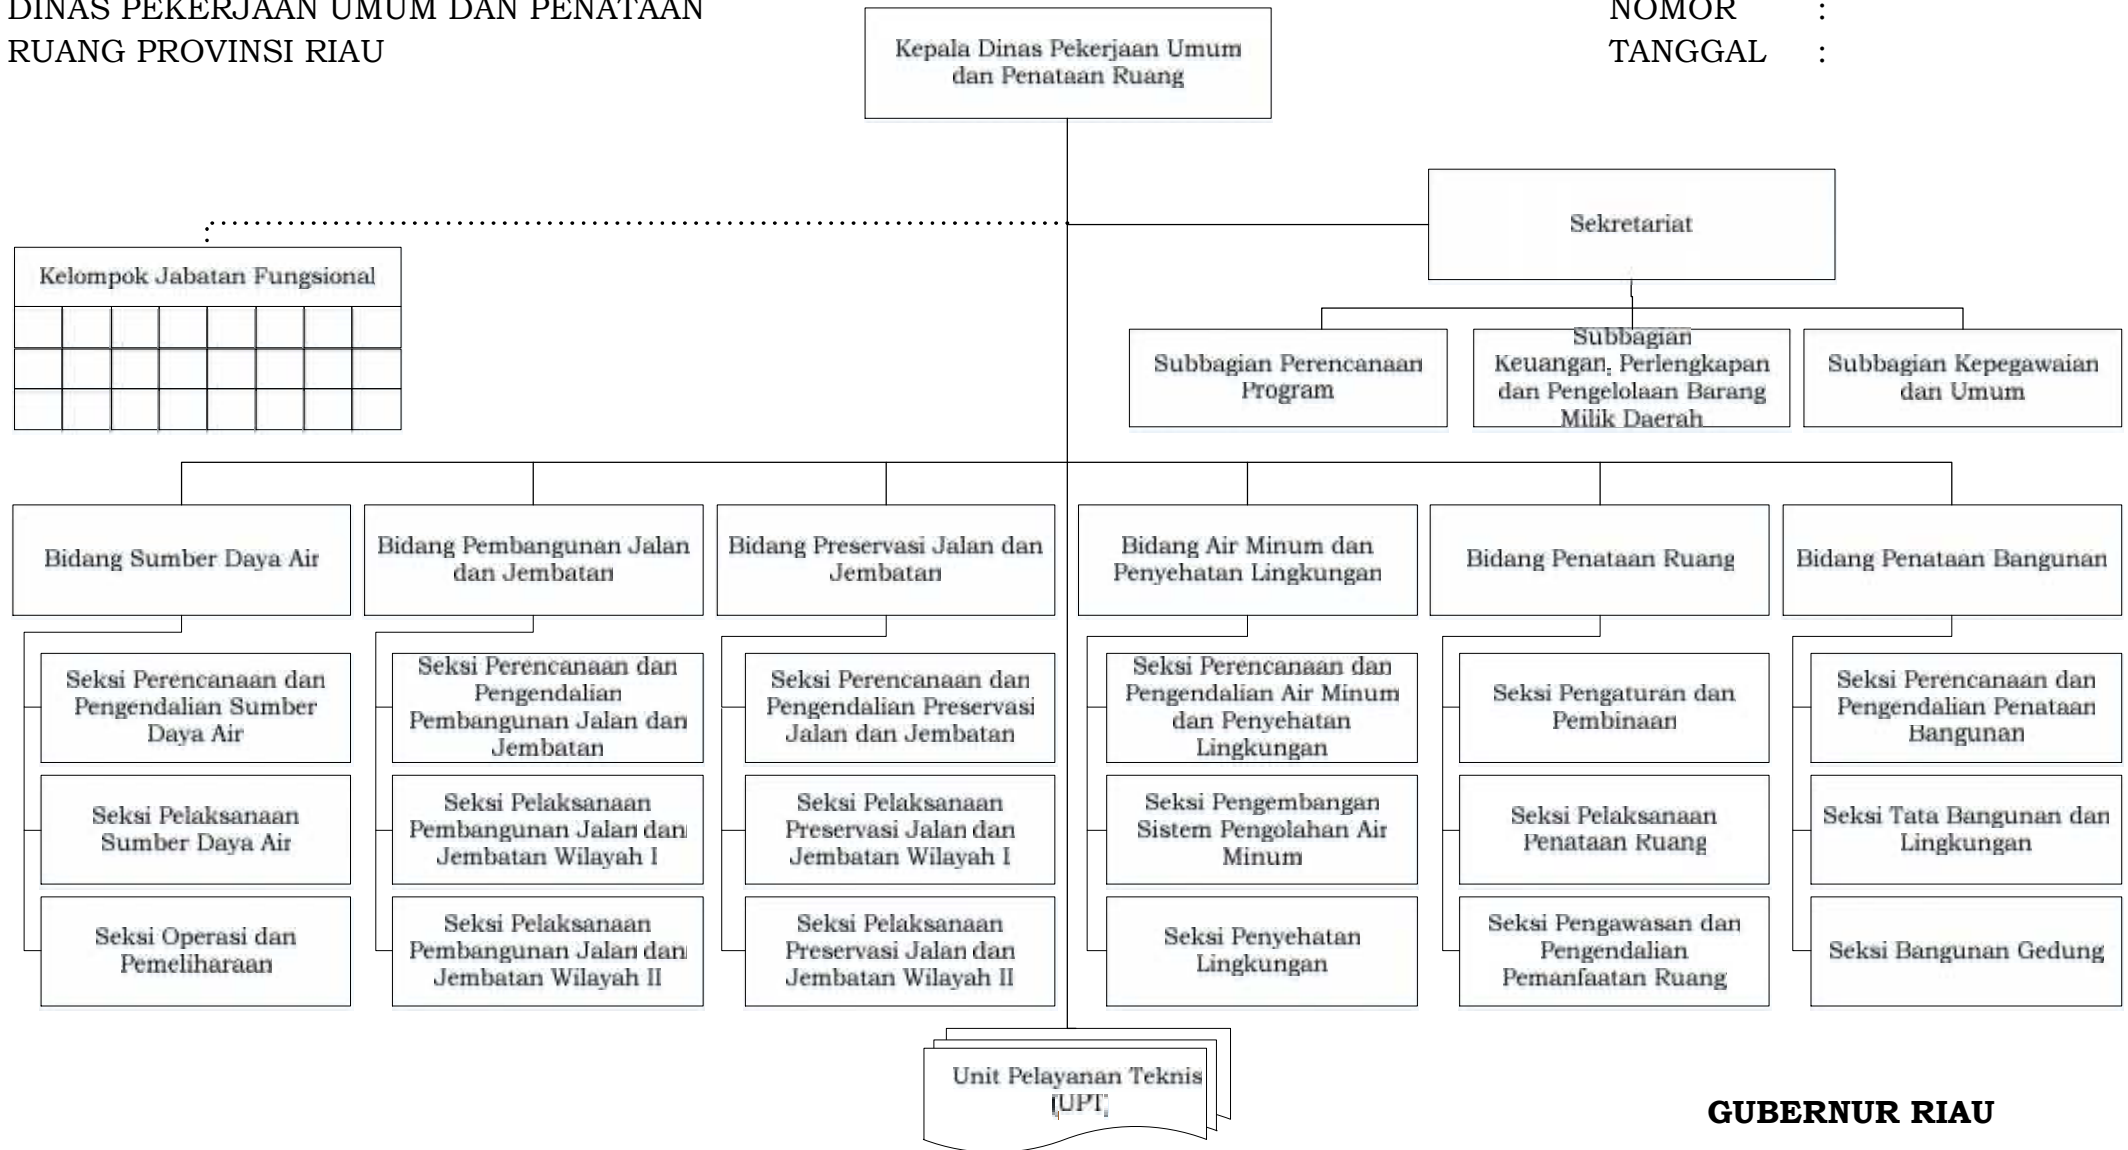 DINAS PEKERJAAN UMUM DAN PENATAAN
RUANG PROVINSI RIAU
NOMOR :
TANGGAL :
Kepala Dinas Pekerjaan Umum
dan Penataan Ruang
Sekretariat
Kelompok Jabatan Fungsional
Subbagian Perencanaan
Program
Subbagian
Keuangan, Perlengkapan
dan Pengelolaan Barang
Milik Daerah
Subbagian Kepegawaian
dan Umum
Bidang Sumber Daya Air
Bidang Pembangunan Jalan
dan Jembatan
Bidang Preservasi Jalan dan
Jembatan
Bidang Air Minum dan
Penyehatan Lingkungan
Bidang Penataan Ruang
Bidang Penataan Bangunan
Seksi Perencanaan dan
Pengendalian Sumber
Daya Air
Seksi Perencanaan dan
Pengendalian
Pembangunan Jalan dan
Jembatan
Seksi Perencanaan dan
Pengendalian Preservasi
Jalan dan Jembatan
Seksi Perencanaan dan
Pengendalian Air Minum
dan Penyehatan
Lingkungan
Seksi Pengaturan dan
Pembinaan
Seksi Perencanaan dan
Pengendalian Penataan
Bangunan
Seksi Pelaksanaan
Sumber Daya Air
Seksi Pelaksanaan
Pembangunan Jalan dan
Jembatan Wilayah I
Seksi Pelaksanaan
Preservasi Jalan dan
Jembatan Wilayah I
Seksi Pengembangan
Sistem Pengolahan Air
Minum
Seksi Pelaksanaan
Penataan Ruang
Seksi Tata Bangunan dan
Lingkungan
Seksi Operasi dan
Pemeliharaan
Seksi Pelaksanaan
Pembangunan Jalan dan
Jembatan Wilayah II
Seksi Pelaksanaan
Preservasi Jalan dan
Jembatan Wilayah II
Seksi Penyehatan
Lingkungan
Seksi Pengawasan dan
Pengendalian
Pemanfaatan Ruang
Seksi Bangunan Gedung
Unit Pelayanan Teknis
(UPT)
GUBERNUR RIAU